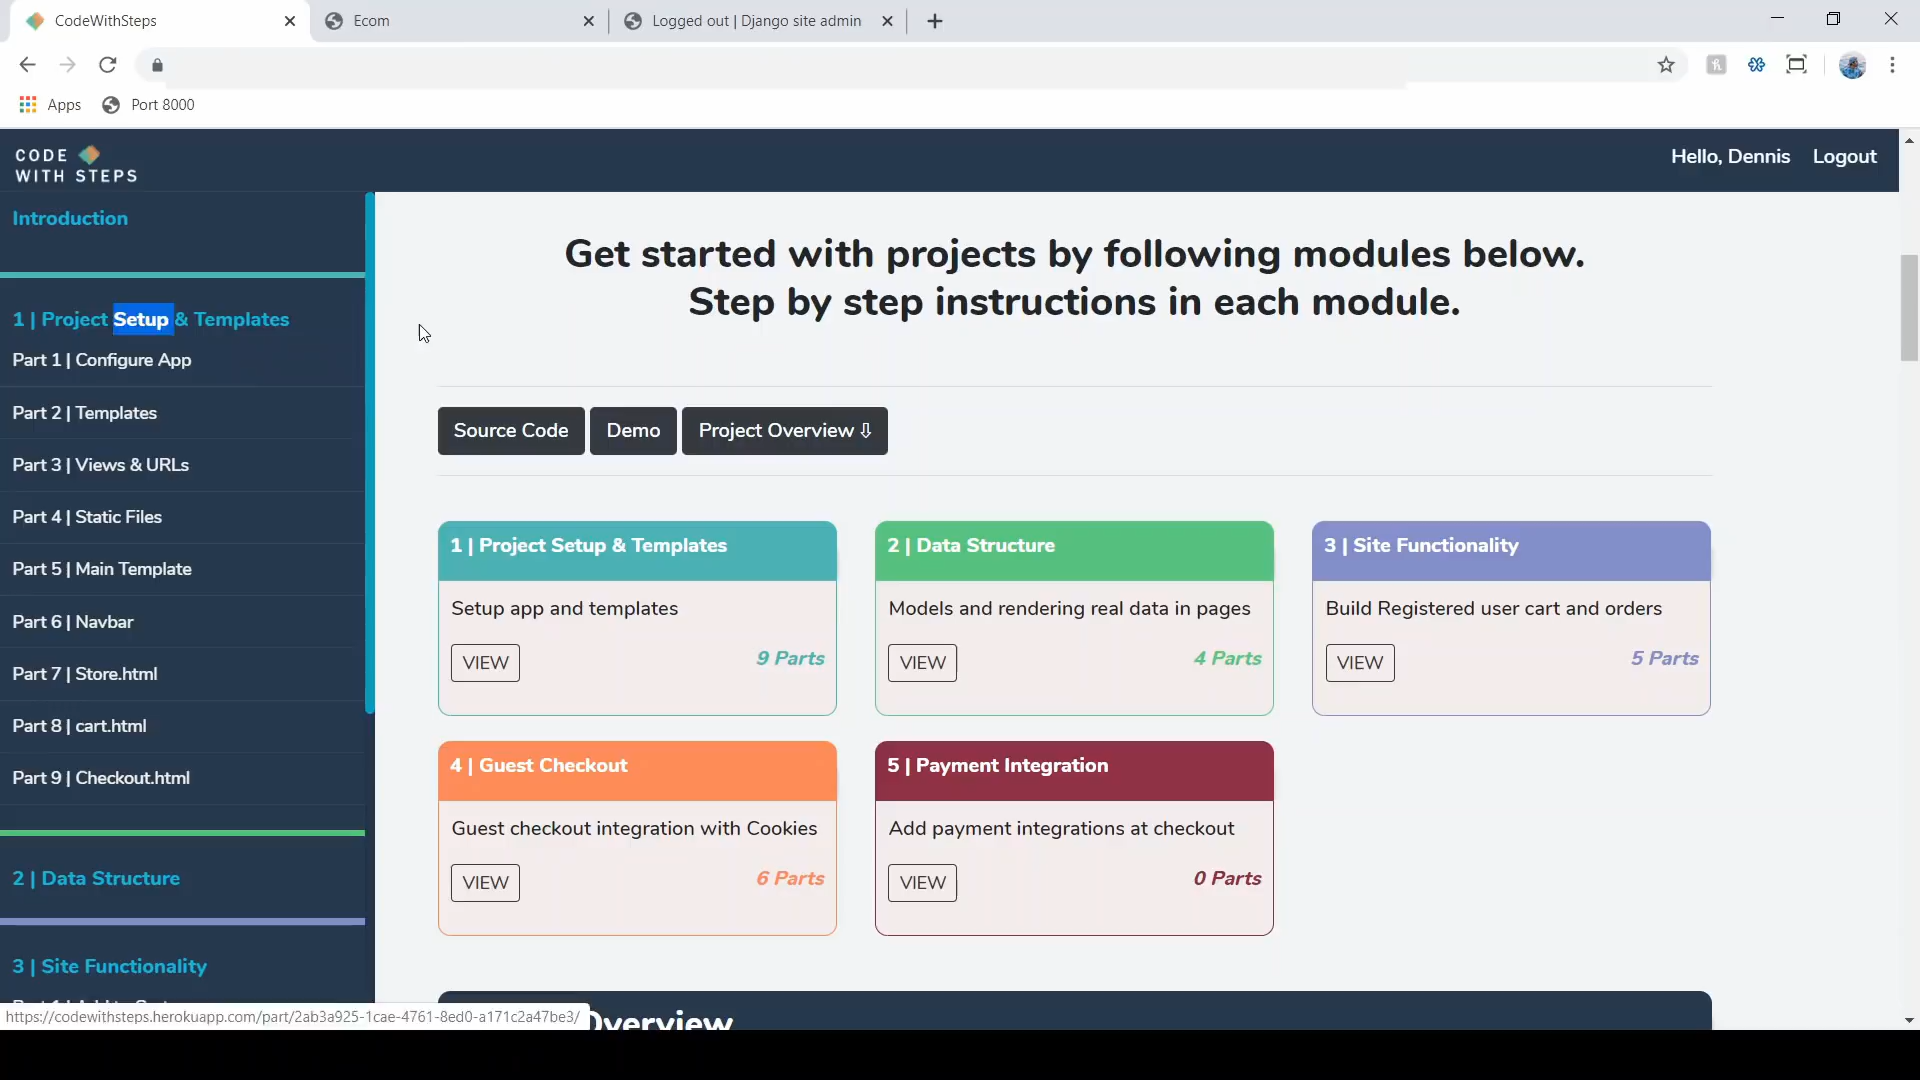 CodeWithSteps
Ecom
Logged out | Django site admin
Apps
Port 8000
CODE
WITH STEPS
Hello, Dennis
Logout
Introduction
1 | Project Setup & Templates
Part 1 | Configure App
Part 2 | Templates
Part 3 | Views & URLs
Part 4 | Static Files
Part 5 | Main Template
Part 6 | Navbar
Part 7 | Store.html
Part 8 | cart.html
Part 9 | Checkout.html
2 | Data Structure
3 | Site Functionality
https://codewithsteps.herokuapp.com/part/2ab3a925-1cae-4761-8ed0-a171c2a47be3/
Get started with projects by following modules below.
Step by step instructions in each module.
Source Code
Demo
Project Overview ⇩
1 | Project Setup & Templates
Setup app and templates
VIEW
9 Parts
2 | Data Structure
Models and rendering real data in pages
VIEW
4 Parts
3 | Site Functionality
Build Registered user cart and orders
VIEW
5 Parts
4 | Guest Checkout
Guest checkout integration with Cookies
VIEW
6 Parts
5 | Payment Integration
Add payment integrations at checkout
VIEW
0 Parts
Overview